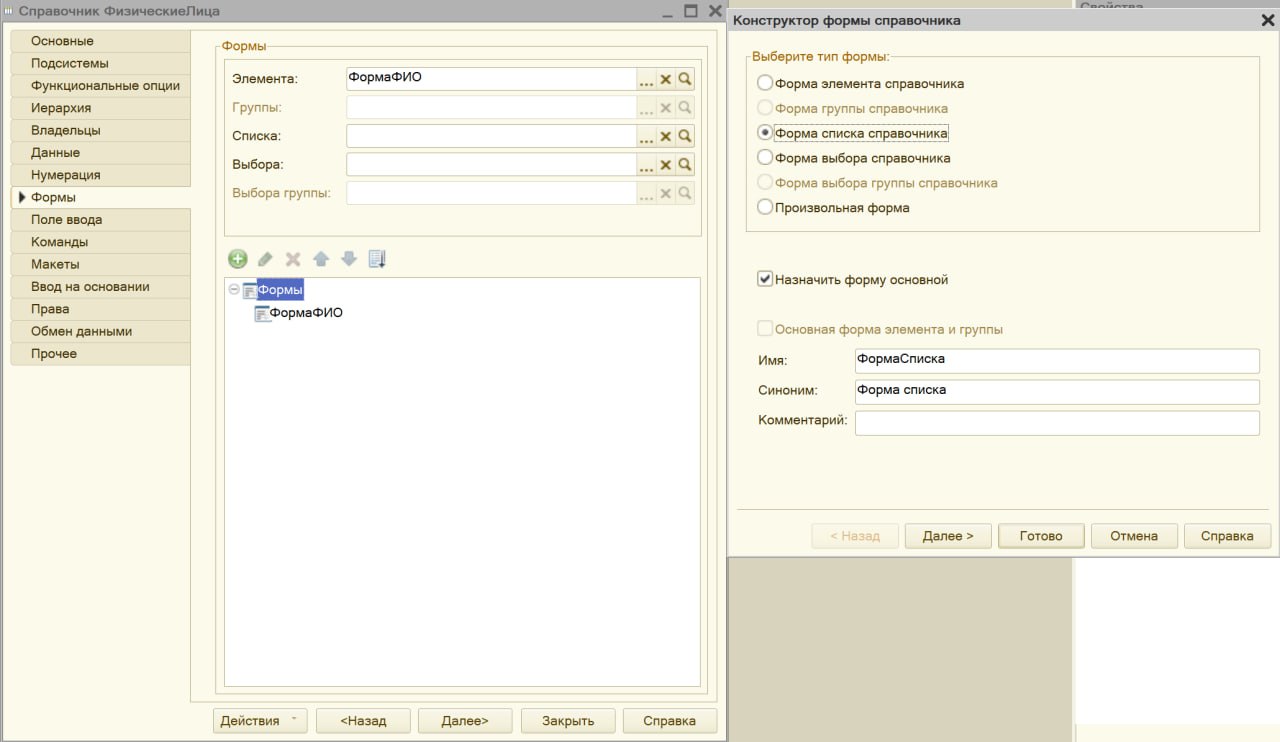 Справочник ФизическиеЛица
Основные
Подсистемы
Функциональные опции
Иерархия
Владельцы
Данные
Нумерация
Формы
Поле ввода
Команды
Макеты
Ввод на основании
Права
Обмен данными
Прочее
Формы
Элемента: ФормаФИО ...
Группы: ...
Списка: ...
Выбора: ...
Выбора группы: ...
Формы
ФормаФИО
Действия <Назад Далее> Закрыть Справка
Свойства
Конструктор формы справочника
Выберите тип формы:
Форма элемента справочника
Форма группы справочника
Форма списка справочника
Форма выбора справочника
Форма выбора группы справочника
Произвольная форма
Назначить форму основной
Основная форма элемента и группы
Имя: ФормаСписка
Синоним: Форма списка
Комментарий:
< Назад Далее > Готово Отмена Справка